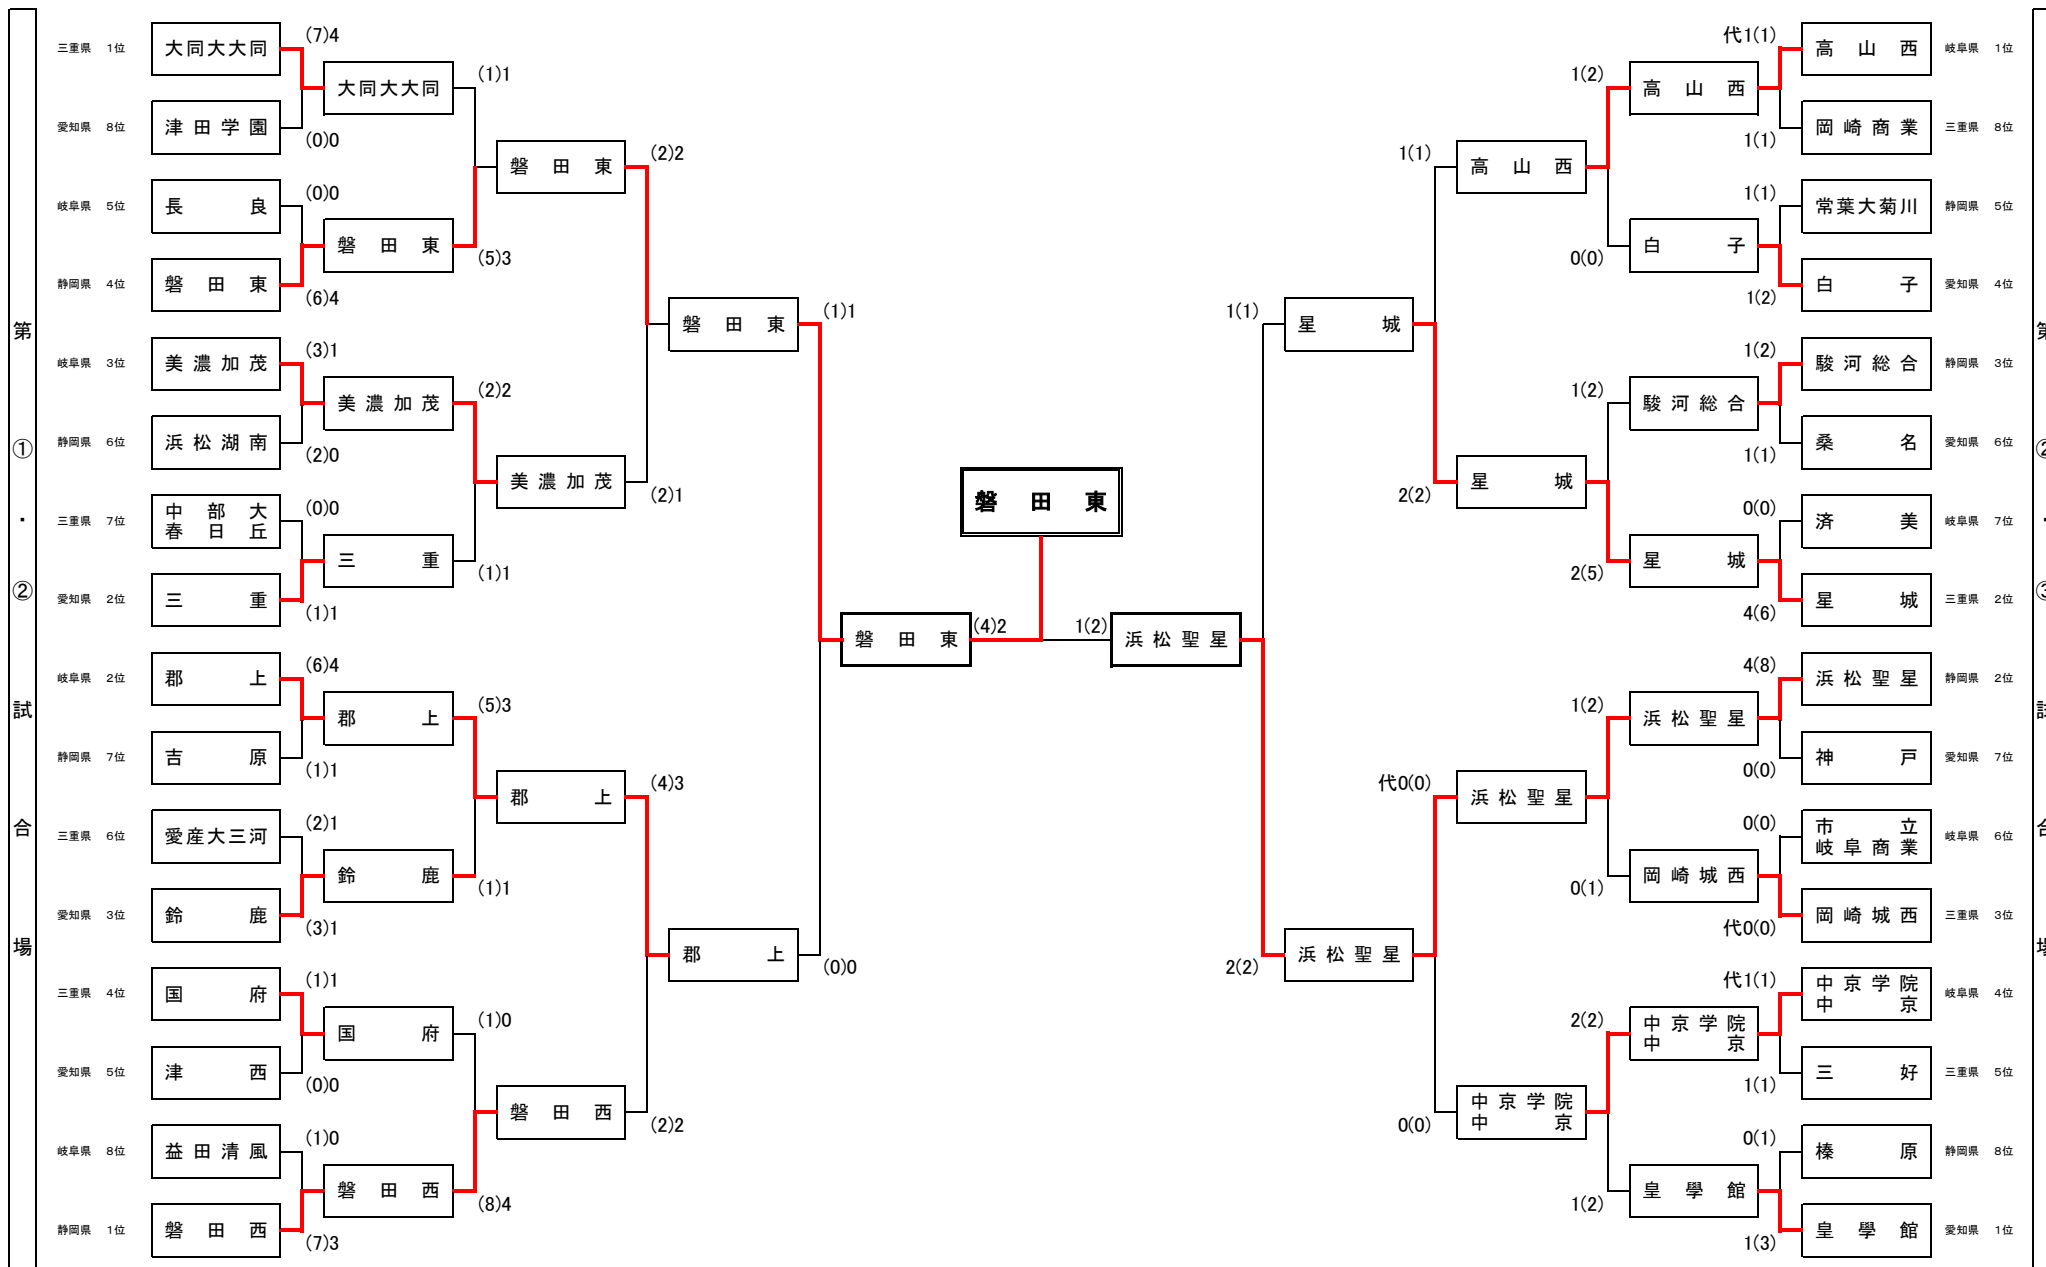 第①・②試合場
三重県 1位 大同大大同 (7)4
愛知県 8位 津田学園 (0)0
岐阜県 5位 長良 (0)0
静岡県 4位 磐田東 (6)4
岐阜県 3位 美濃加茂 (3)1
静岡県 6位 浜松湖南 (2)0
三重県 7位 中部大
春日丘 (0)0
愛知県 2位 三重 (1)1
岐阜県 2位 郡上 (6)4
静岡県 7位 吉原 (1)1
三重県 6位 愛産大三河 (2)1
愛知県 3位 鈴鹿 (3)1
三重県 4位 国府 (1)1
愛知県 5位 津西 (0)0
岐阜県 8位 益田清風 (1)0
静岡県 1位 磐田西 (7)3
大同大大同 (1)1
磐田東 (5)3
美濃加茂 (2)2
三重 (1)1
郡上 (5)3
鈴鹿 (1)1
国府 (1)0
磐田西 (8)4
磐田東 (2)2
美濃加茂 (2)1
郡上 (4)3
磐田西 (2)2
磐田東 (1)1
郡上 (0)0
磐田東 (4)2
磐田東
1(2) 浜松聖星
1(1) 星城
2(2) 浜松聖星
1(1) 高山西
2(2) 星城
代0(0) 浜松聖星
0(0) 中京学院
中京
1(2) 高山西
0(0) 白子
1(2) 駿河総合
2(5) 星城
1(2) 浜松聖星
0(1) 岡崎城西
2(2) 中京学院
中京
1(2) 皇學館
代1(1) 高山西 岐阜県 1位
1(1) 岡崎商業 三重県 8位
1(1) 常葉大菊川 静岡県 5位
1(2) 白子 愛知県 4位
1(2) 駿河総合 静岡県 3位
1(1) 桑名 愛知県 6位
0(0) 済美 岐阜県 7位
4(6) 星城 三重県 2位
4(8) 浜松聖星 静岡県 2位
0(0) 神戸 愛知県 7位
0(0) 市立
岐阜商業 岐阜県 6位
代0(0) 岡崎城西 三重県 3位
代1(1) 中京学院
中京 岐阜県 4位
1(1) 三好 三重県 5位
0(1) 榛原 静岡県 8位
1(3) 皇學館 愛知県 1位
第②・③試合場